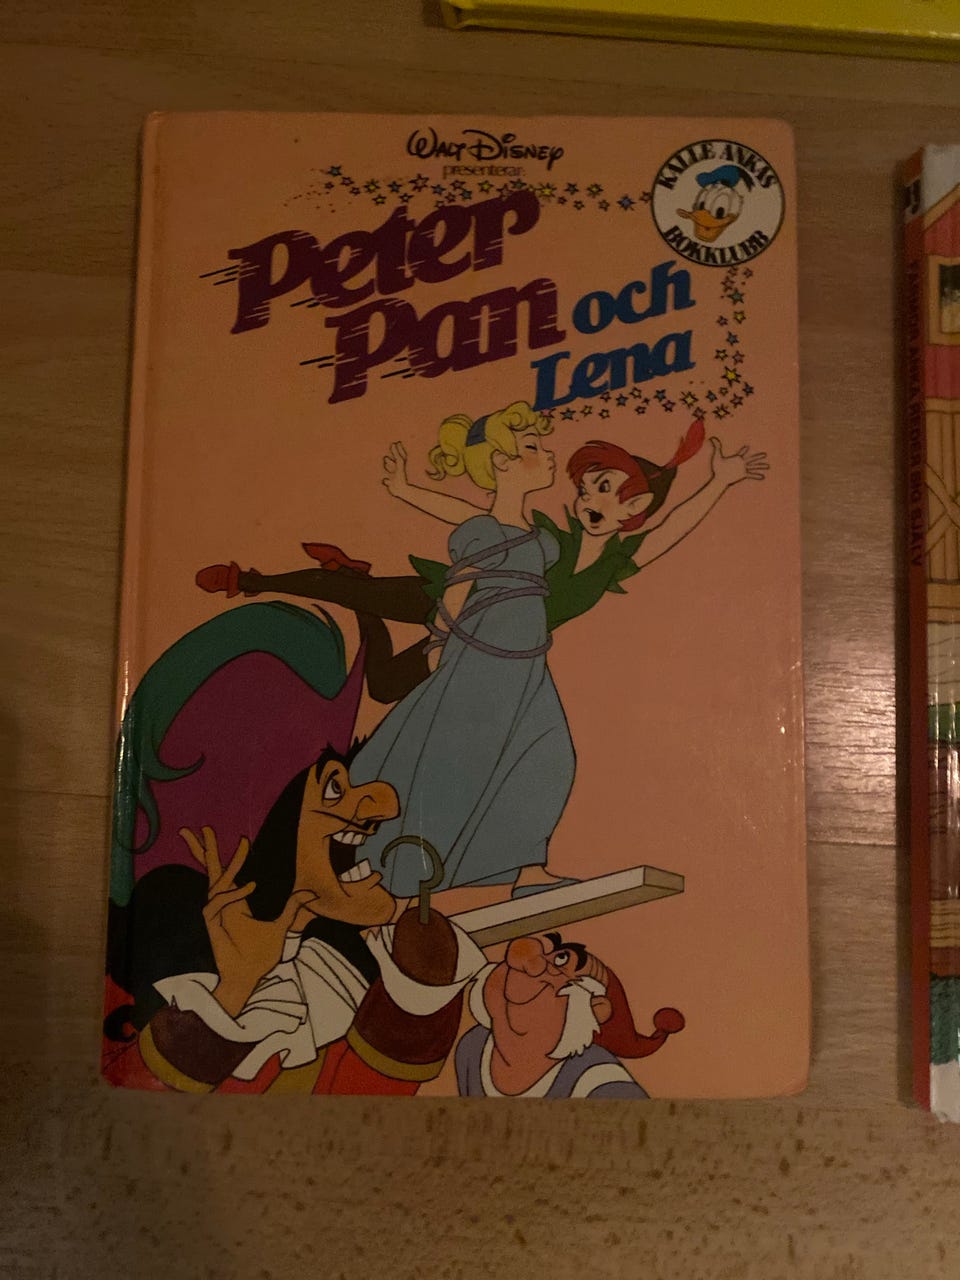 WALT DISNEY
presenterar:
KALLE ANKAS
BOKKLUBB
Peter
Pan och
Lena